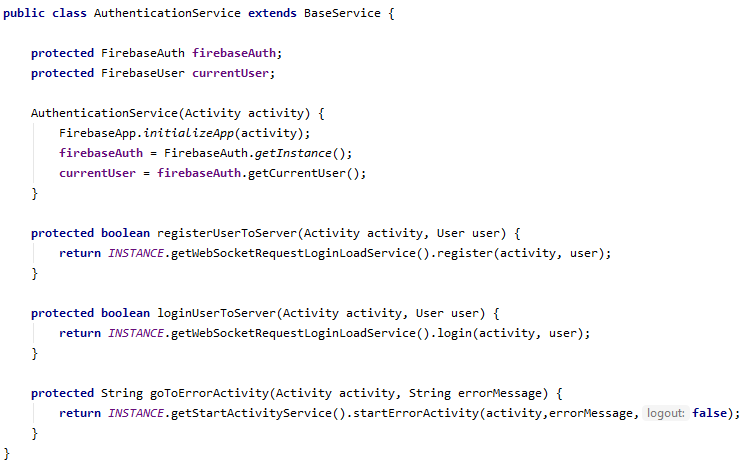 public class AuthenticationService extends BaseService {
protected FirebaseAuth firebaseAuth;
protected FirebaseUser currentUser;
AuthenticationService(Activity activity) {
FirebaseApp.initializeApp(activity);
firebaseAuth = FirebaseAuth.getInstance();
currentUser = firebaseAuth.getCurrentUser();
}
protected boolean registerUserToServer(Activity activity, User user) {
return INSTANCE.getWebSocketRequestLoginLoadService().register(activity, user);
}
protected boolean loginUserToServer(Activity activity, User user) {
return INSTANCE.getWebSocketRequestLoginLoadService().login(activity, user);
}
protected String goToErrorActivity(Activity activity, String errorMessage) {
return INSTANCE.getStartActivityService().startErrorActivity(activity,errorMessage, logout: false);
}
}